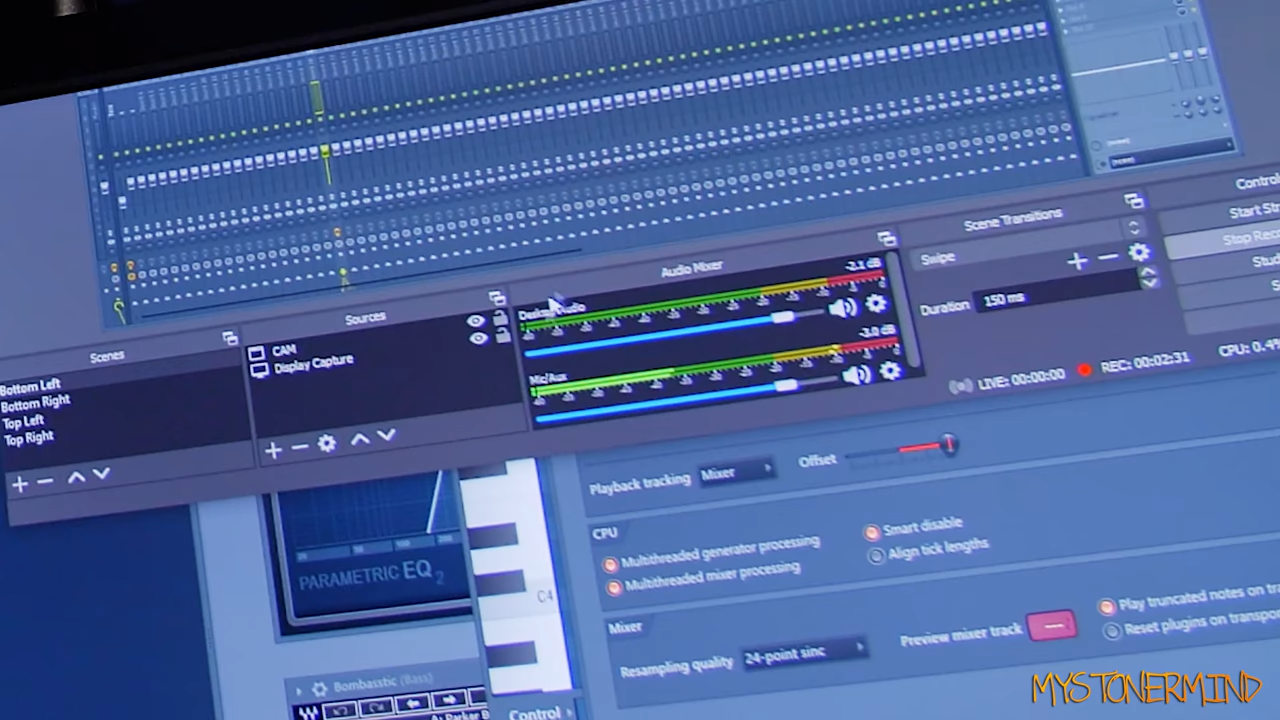 Controls
Scene Transitions
Start St
Stop Rec
Stud
Audio Mixer
Swipe
-2.1 dB
Desktop Audio
Duration
150 ms
Sources
-3.0 dB
Scenes
CAM
Display Capture
Mic/Aux
LIVE: 00:00:00
REC: 00:02:31
CPU: 0.4%
Bottom Left
Bottom Right
Top Left
Top Right
Playback tracking
Mixer
Offset
CPU
Smart disable
Multithreaded generator processing
Align tick lengths
Multithreaded mixer processing
PARAMETRIC EQ 2
C4
Mixer
Preview mixer track
---
Play truncated notes on tr
Reset plugins on transpo
Resampling quality
24-point sinc
Bombasstic (Bass)
Control
MYSTONERMIND